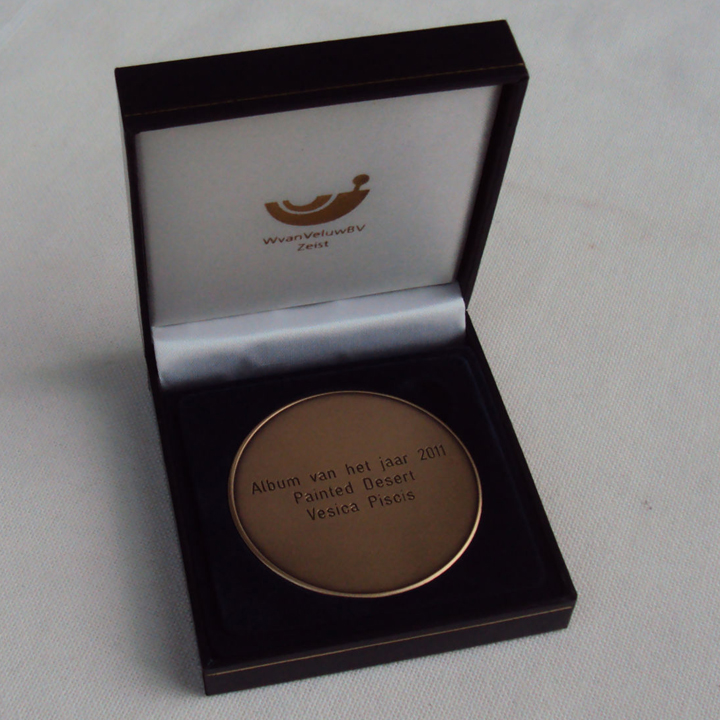 WvanVeluwBV
Zeist
Album van het jaar 2011
Painted Desert
Vesica Piscis